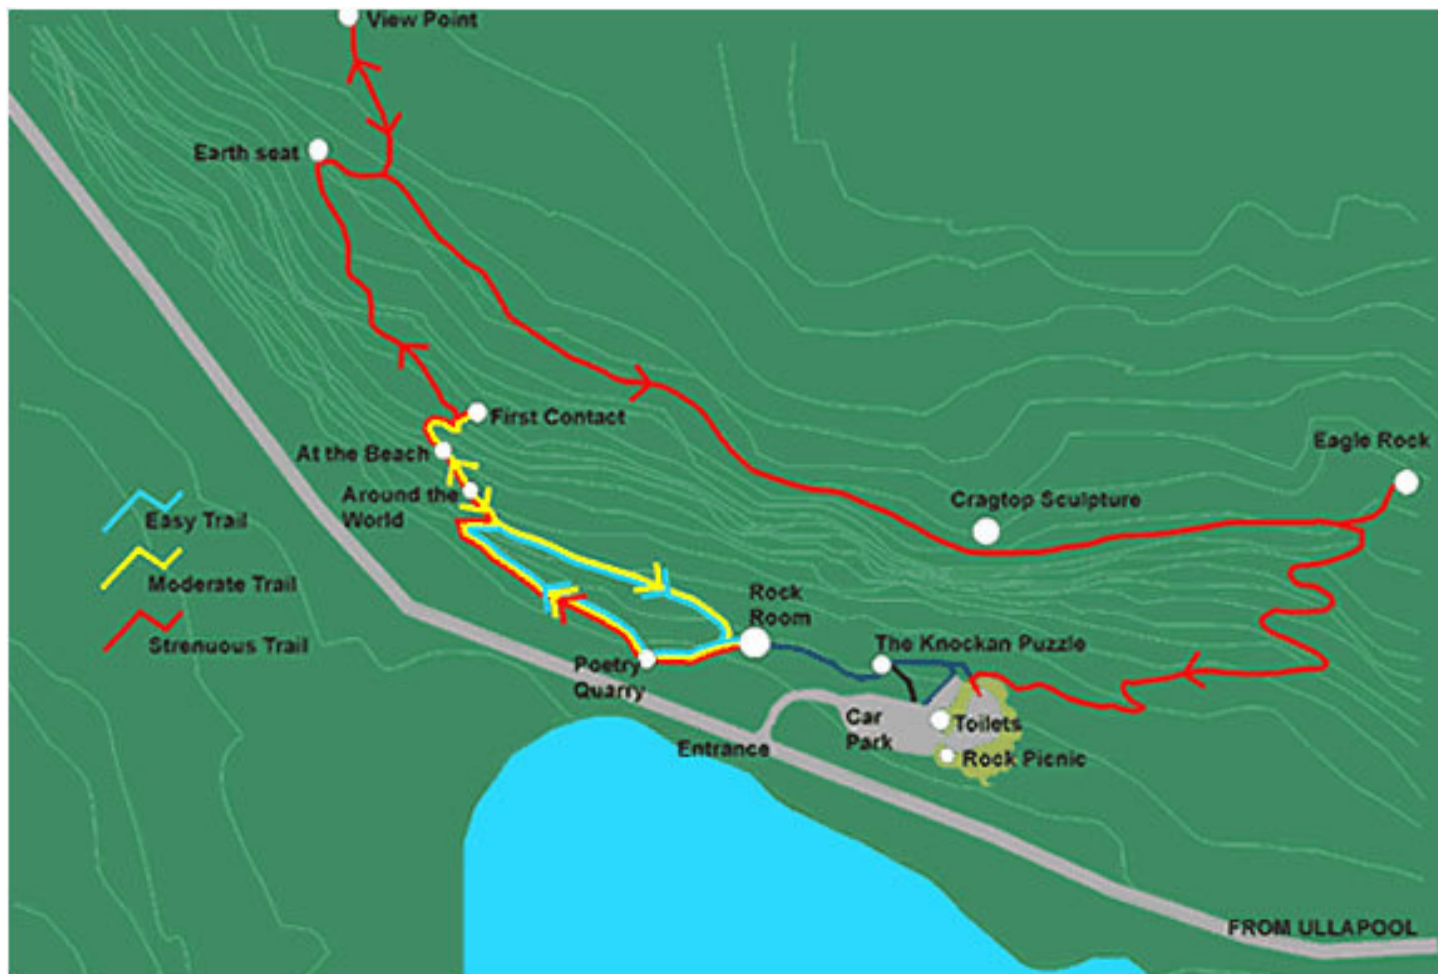 View Point
Earth seat
First Contact
At the Beach
Around the
World
Eagle Rock
Cragtop Sculpture
Easy Trail
Moderate Trail
Strenuous Trail
Rock
Room
The Knockan Puzzle
Poetry
Quarry
Car
Park
Toilets
Entrance
Rock Picnic
FROM ULLAPOOL